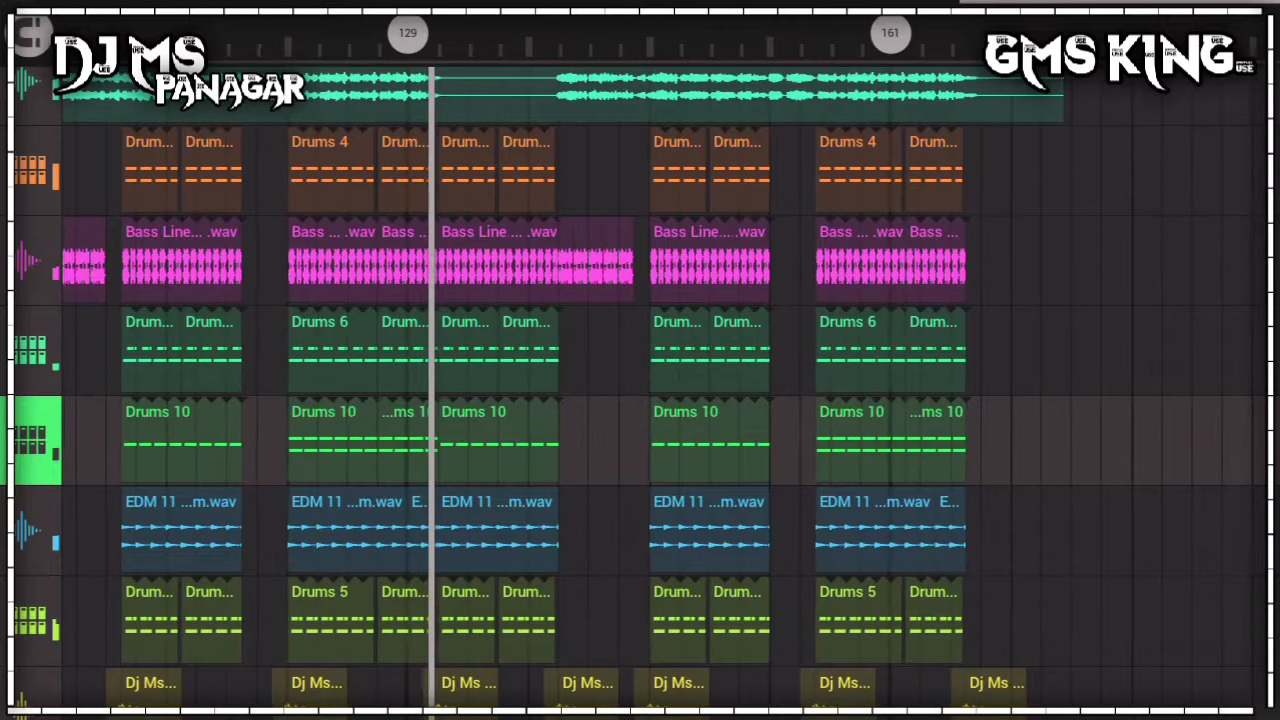 129 161
DJ MS
PANAGAR
GMS KING
Drum... Drum... Drums 4 Drum... Drum... Drum... Drum... Drum... Drums 4 Drum...
Bass Line... .wav Bass ... .wav Bass ... Bass Line ... .wav Bass Line... .wav Bass ... .wav Bass ...
Drum... Drum... Drums 6 Drum... Drum... Drum... Drum... Drum... Drums 6 Drum...
Drums 10 Drums 10 ...ms 10 Drums 10 Drums 10 Drums 10 ...ms 10
EDM 11 ...m.wav EDM 11 ...m.wav E... EDM 11 ...m.wav EDM 11 ...m.wav EDM 11 ...m.wav E...
Drum... Drum... Drums 5 Drum... Drum... Drum... Drum... Drum... Drums 5 Drum...
Dj Ms... Dj Ms... Dj Ms ... Dj Ms... Dj Ms... Dj Ms... Dj Ms ...